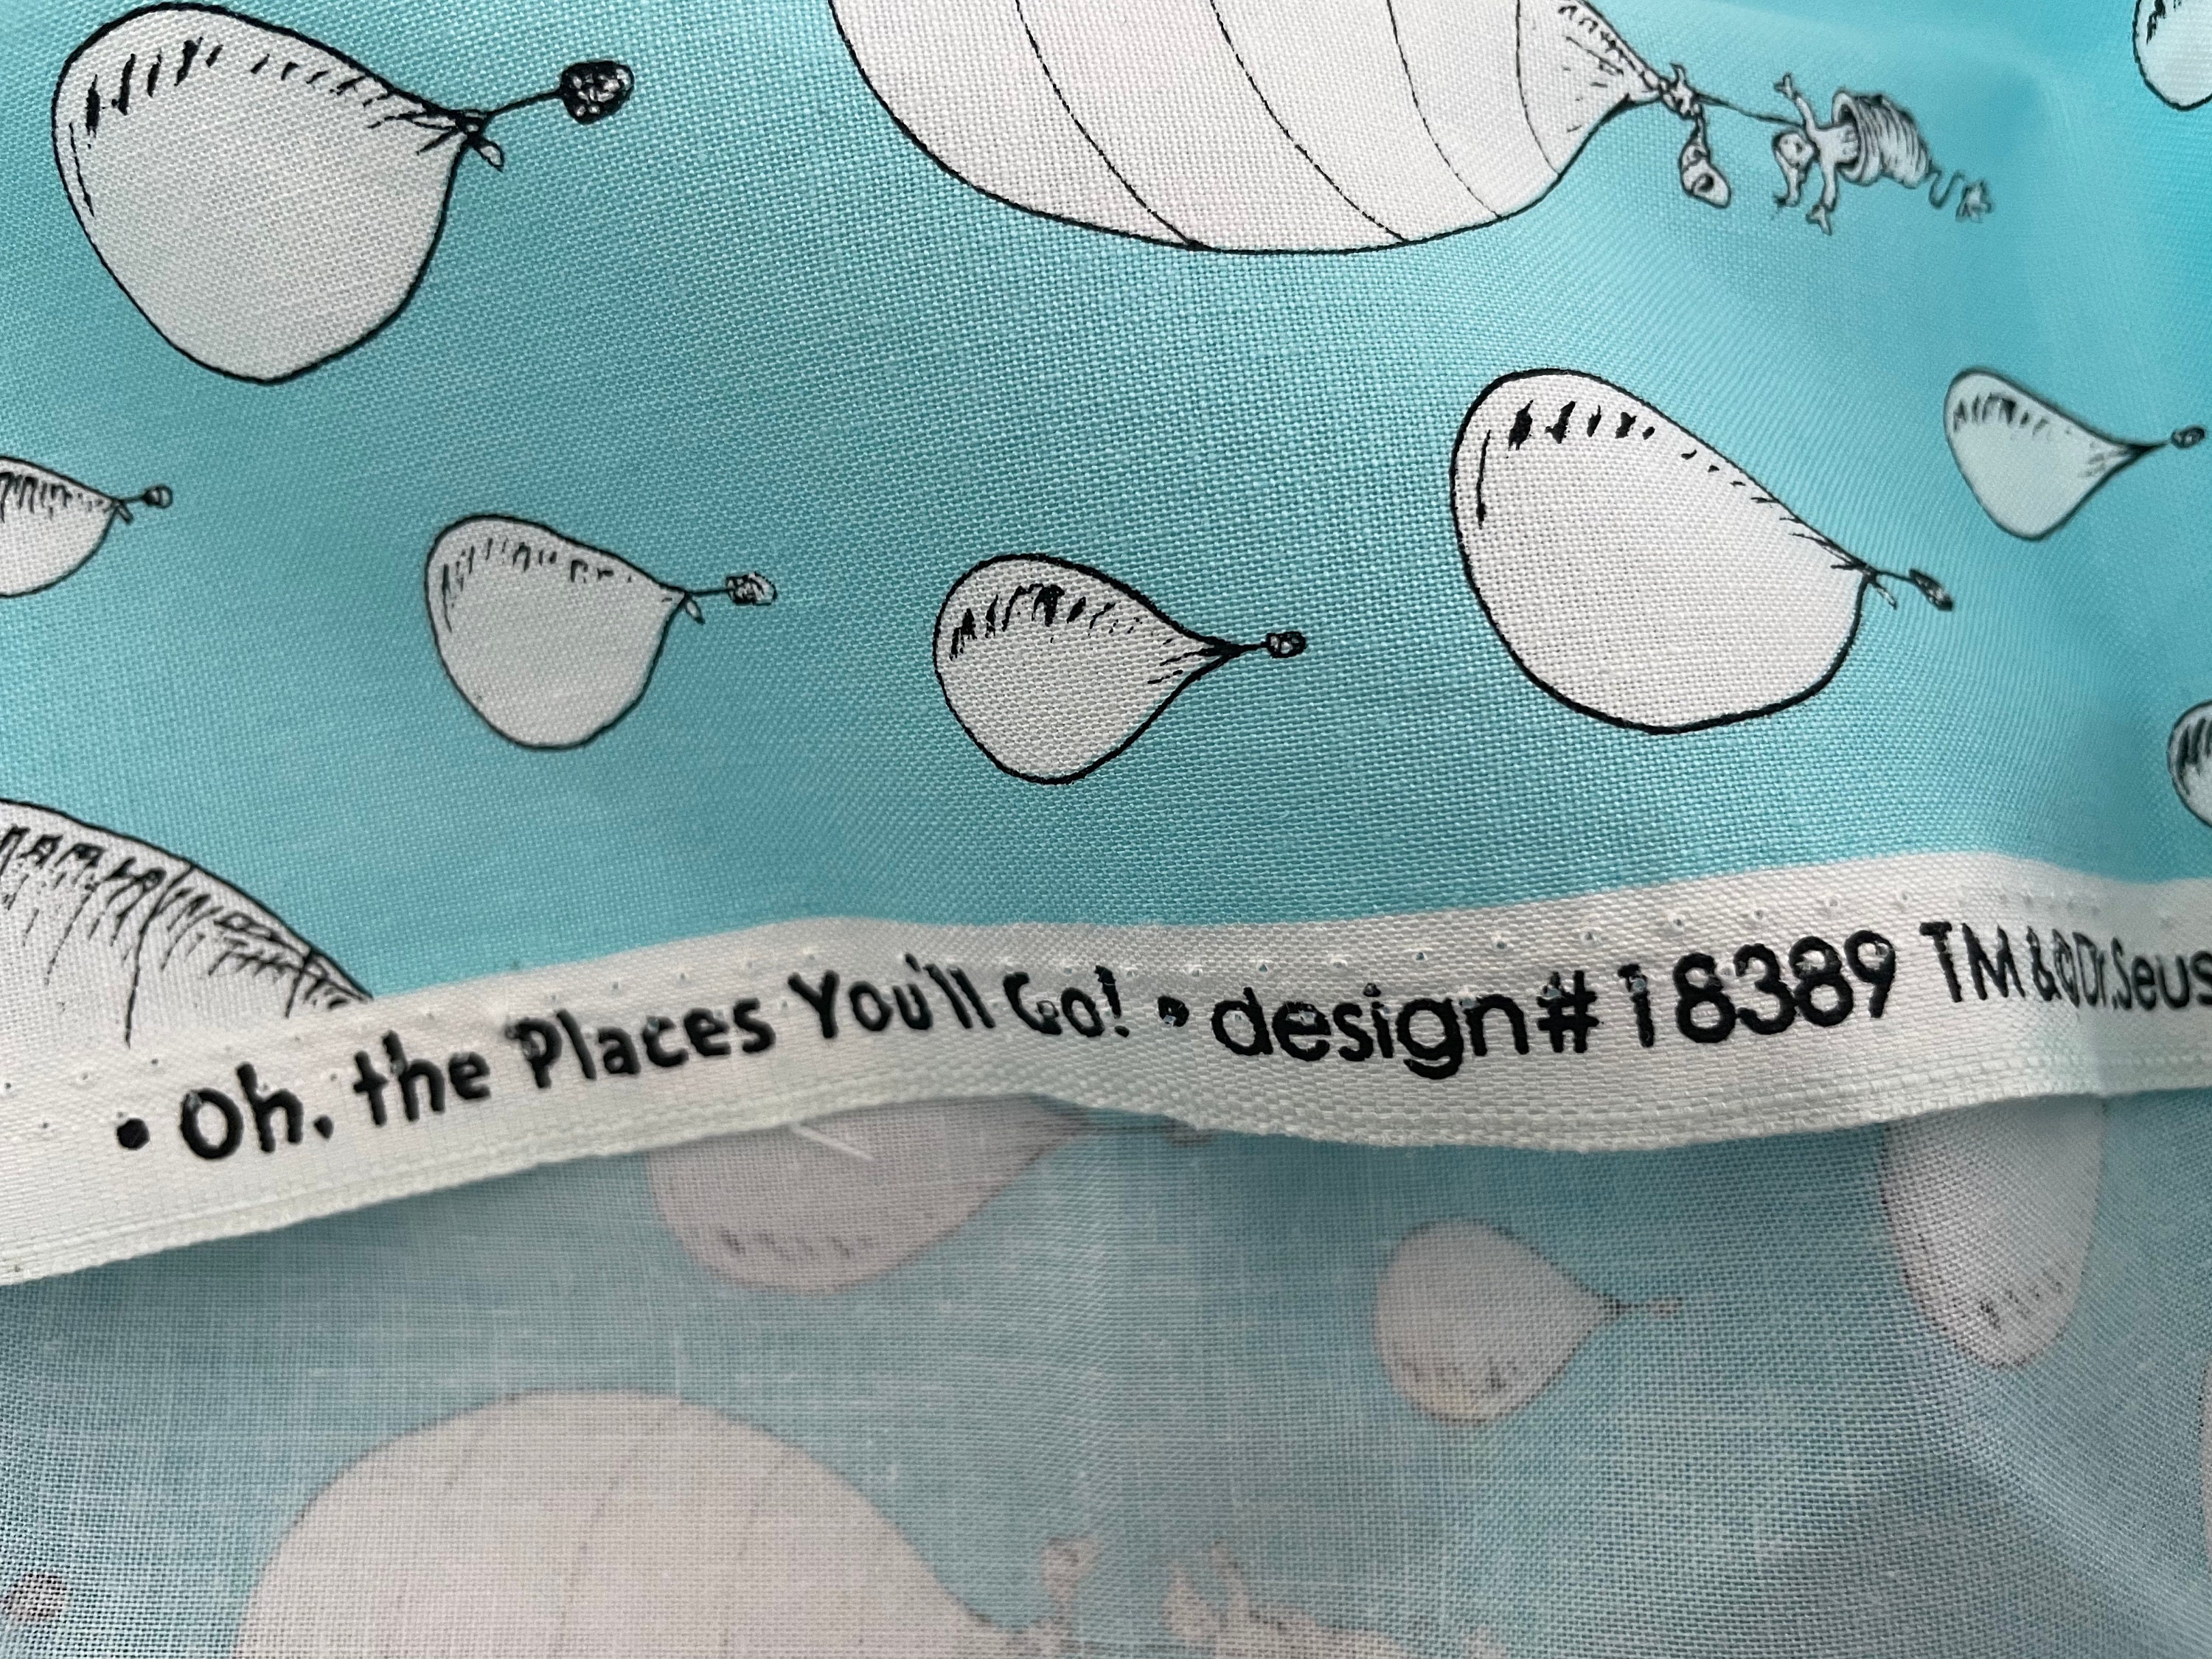 • Oh, the Places You'll Go! • design# 18389 TM & © Dr. Seus